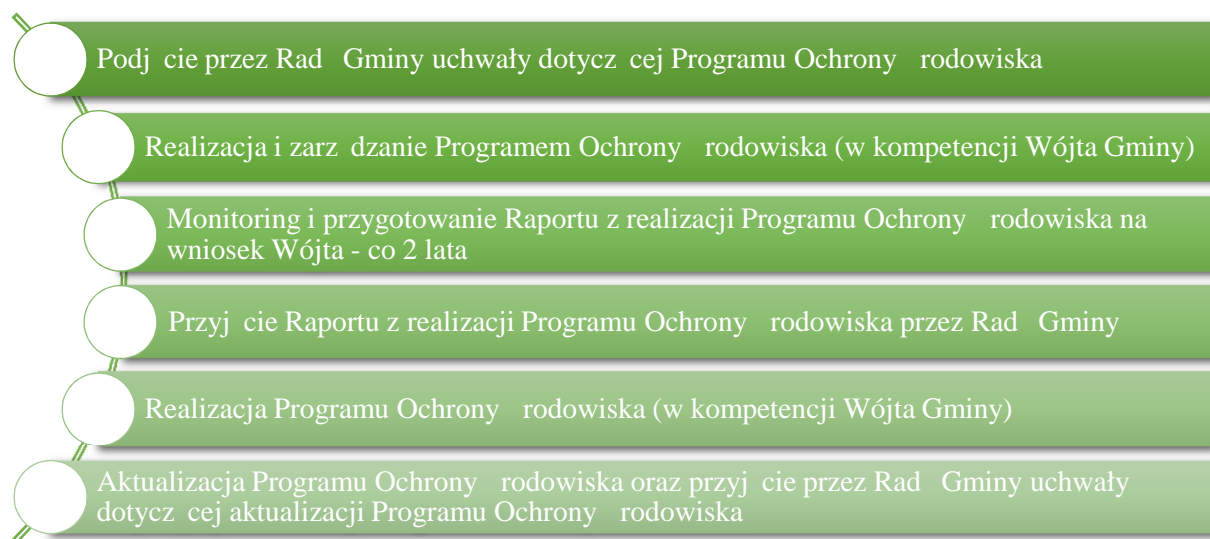 Podj cie przez Rad Gminy uchwały dotycz cej Programu Ochrony rodowiska
Realizacja i zarz dzanie Programem Ochrony rodowiska (w kompetencji Wójta Gminy)
Monitoring i przygotowanie Raportu z realizacji Programu Ochrony rodowiska na
wniosek Wójta - co 2 lata
Przyj cie Raportu z realizacji Programu Ochrony rodowiska przez Rad Gminy
Realizacja Programu Ochrony rodowiska (w kompetencji Wójta Gminy)
Aktualizacja Programu Ochrony rodowiska oraz przyj cie przez Rad Gminy uchwały
dotycz cej aktualizacji Programu Ochrony rodowiska